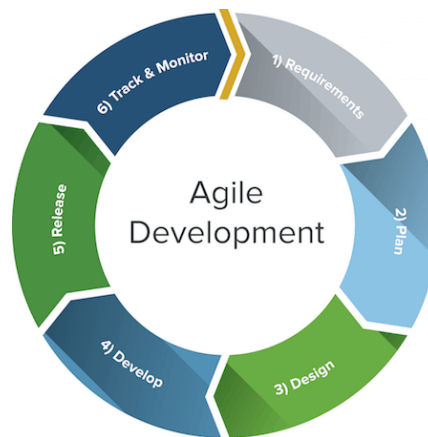 Agile
Development
1) Requirements
2) Plan
3) Design
4) Develop
5) Release
6) Track & Monitor